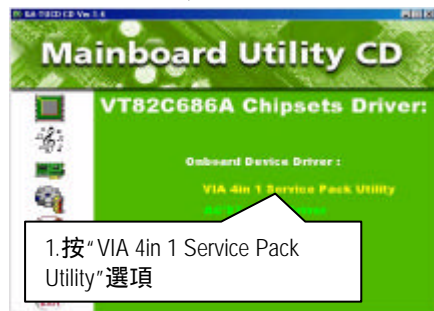 Mainboard Utility CD
VT82C686A Chipsets Driver:
Onboard Device Driver :
VIA 4in 1 Service Pack Utility
1.按“VIA 4in 1 Service Pack
Utility”選項